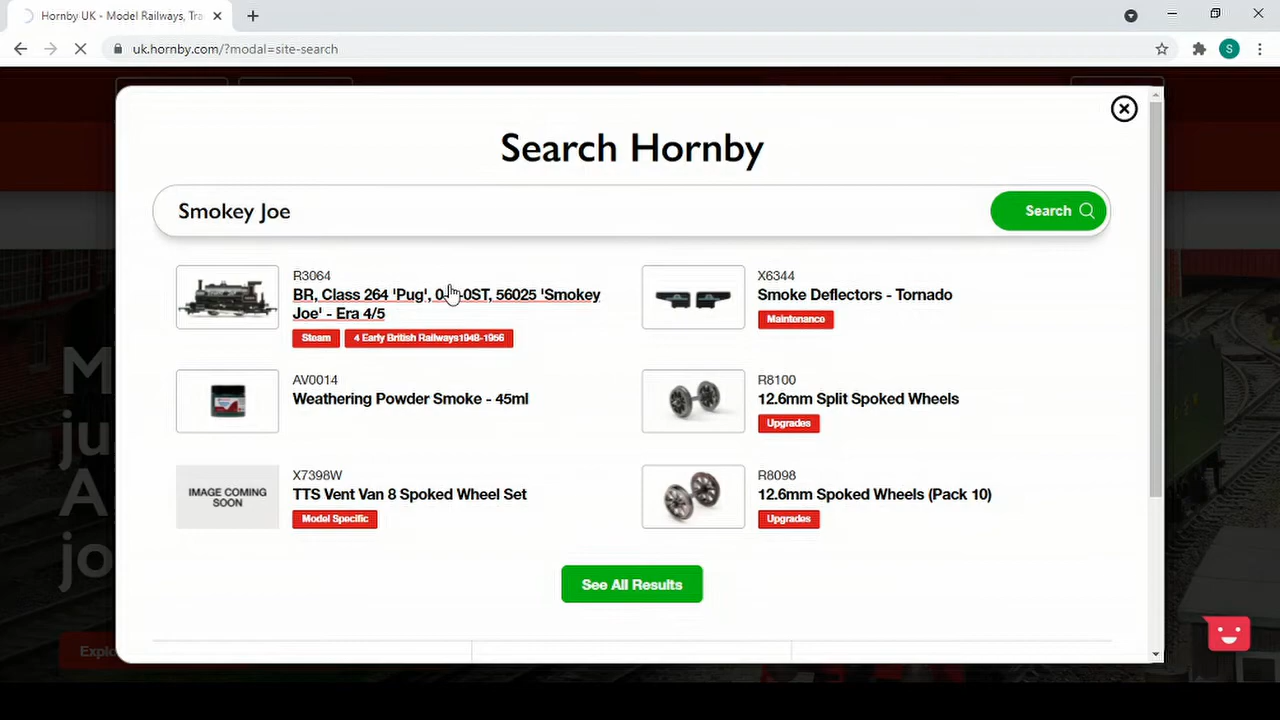 Hornby UK - Model Railways, Tra
uk.hornby.com/?modal=site-search
S
Search Hornby
Smokey Joe
Search
R3064
BR, Class 264 'Pug', 0-4-0ST, 56025 'Smokey
Joe' - Era 4/5
Steam
4 Early British Railways1948-1956
X6344
Smoke Deflectors - Tornado
Maintenance
AV0014
Weathering Powder Smoke - 45ml
R8100
12.6mm Split Spoked Wheels
Upgrades
IMAGE COMING
SOON
X7398W
TTS Vent Van 8 Spoked Wheel Set
Model Specific
R8098
12.6mm Spoked Wheels (Pack 10)
Upgrades
See All Results
M
ju
A
jo
Explo